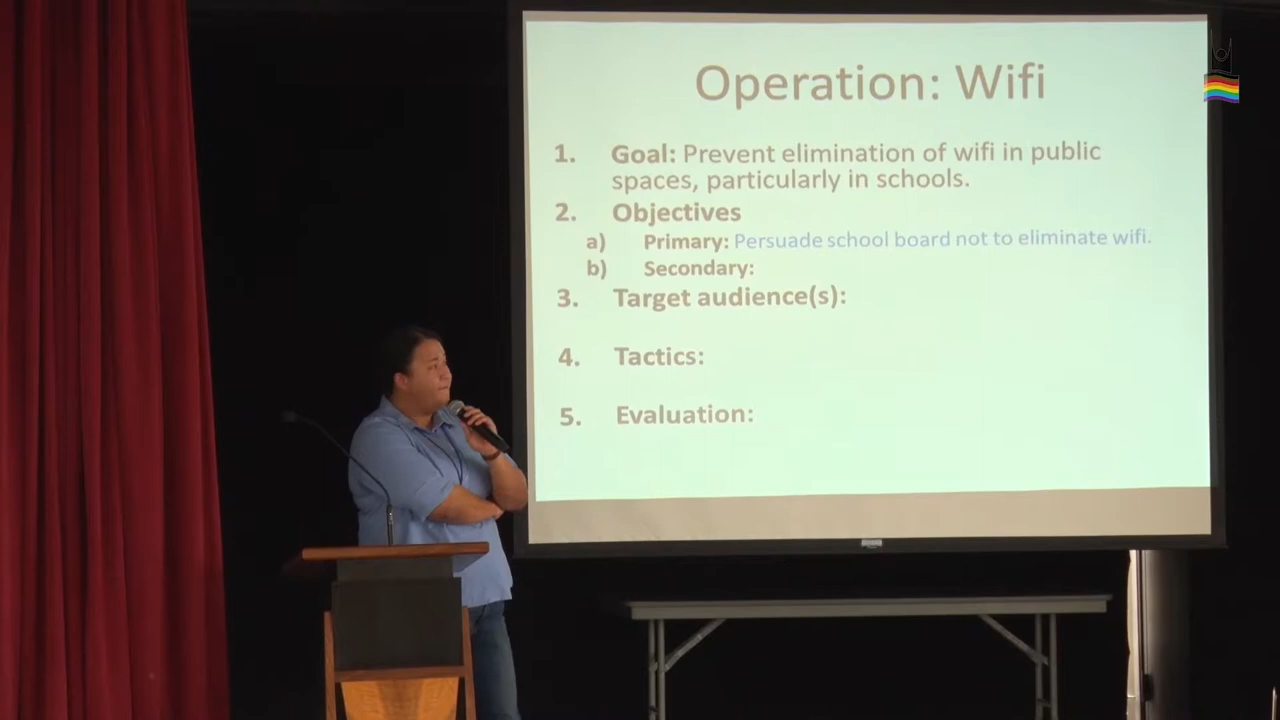 Operation: Wifi
1. Goal: Prevent elimination of wifi in public
spaces, particularly in schools.
2. Objectives
a) Primary: Persuade school board not to eliminate wifi.
b) Secondary:
3. Target audience(s):
4. Tactics:
5. Evaluation: